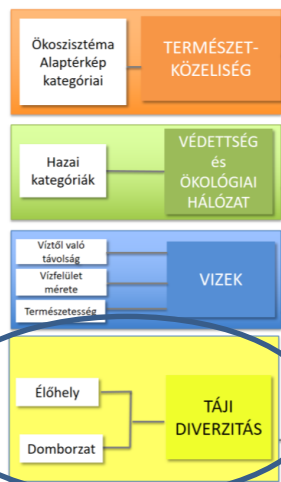 Ökoszisztéma
Alaptérkép
kategóriai
TERMÉSZET-
KÖZELISÉG
Hazai
kategóriák
VÉDETTSÉG
és
ÖKOLÓGIAI
HÁLÓZAT
Víztől való
távolság
Vízfelület
mérete
Természetesség
VIZEK
Élőhely
Domborzat
TÁJI
DIVERZITÁS